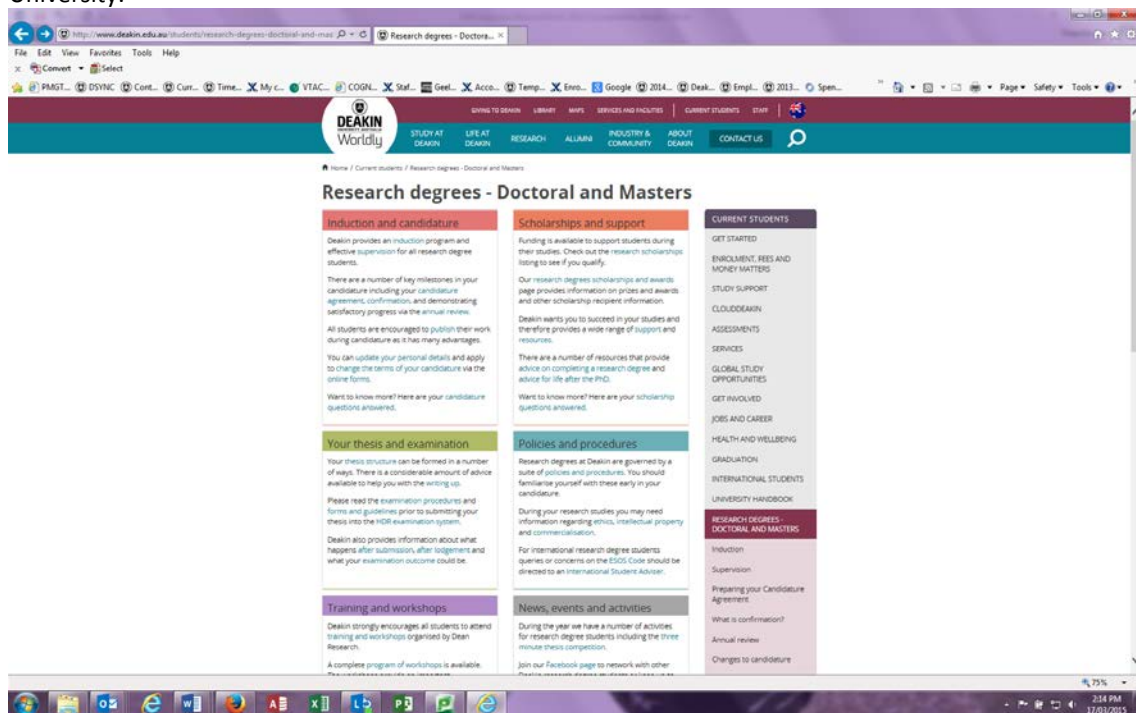 http://www.deakin.edu.au/students/research-degrees-doctoral-and-mas
Research degrees - Doctora...
File Edit View Favorites Tools Help
Convert Select
PMGT... DSYNC Cont... Curr... Time... My c... VTAC... COGN... Staf... Geel... Acco... Temp... Enro... Google 2014... Deak... Empl... 2013... Spen... Page Safety Tools
DEAKIN
Worldly
GIVING TO DEAKIN LIBRARY MAPS SERVICES AND FACILITIES CURRENT STUDENTS STAFF
STUDY AT DEAKIN LIFE AT DEAKIN RESEARCH ALUMNI INDUSTRY & COMMUNITY ABOUT DEAKIN CONTACT US
Home / Current students / Research degrees - Doctoral and Masters
Research degrees - Doctoral and Masters
Induction and candidature
Deakin provides an induction program and
effective supervision for all research degree
students.
There are a number of key milestones in your
candidature including your candidature
agreement, confirmation, and demonstrating
satisfactory progress via the annual review.
All students are encouraged to publish their work
during candidature as it has many advantages.
You can update your personal details and apply
to change the terms of your candidature via the
online forms.
Want to know more? Here are your candidature
questions answered.
Scholarships and support
Funding is available to support students during
their studies. Check out the research scholarships
listing to see if you qualify.
Our research degrees scholarships and awards
page provides information on prizes and awards
and other scholarship recipient information.
Deakin wants you to succeed in your studies and
therefore provides a wide range of support and
resources.
There are a number of resources that provide
advice on completing a research degree and
advice for life after the PhD.
Want to know more? Here are your scholarship
questions answered.
Your thesis and examination
Your thesis structure can be formed in a number
of ways. There is a considerable amount of advice
available to help you with the writing up.
Please read the examination procedures and
forms and guidelines prior to submitting your
thesis into the HDR examination system.
Deakin also provides information about what
happens after submission, after lodgement and
what your examination outcome could be.
Policies and procedures
Research degrees at Deakin are governed by a
suite of policies and procedures. You should
familiarise yourself with these early in your
candidature.
During your research studies you may need
information regarding ethics, intellectual property
and commercialisation.
For international research degree students
queries or concerns on the ESOS Code should be
directed to an International Student Adviser.
Training and workshops
Deakin strongly encourages all students to attend
training and workshops organised by Dean
Research.
A complete program of workshops is available.
News, events and activities
During the year we have a number of activities
for research degree students including the three
minute thesis competition.
Join our Facebook page to network with other
CURRENT STUDENTS
GET STARTED
ENROLMENT, FEES AND
MONEY MATTERS
STUDY SUPPORT
CLOUDDEAKIN
ASSESSMENTS
SERVICES
GLOBAL STUDY
OPPORTUNITIES
GET INVOLVED
JOBS AND CAREER
HEALTH AND WELLBEING
GRADUATION
INTERNATIONAL STUDENTS
UNIVERSITY HANDBOOK
RESEARCH DEGREES -
DOCTORAL AND MASTERS
Induction
Supervision
Preparing your Candidature
Agreement
What is confirmation?
Annual review
Changes to candidature
75%
2:14 PM
17/03/2015